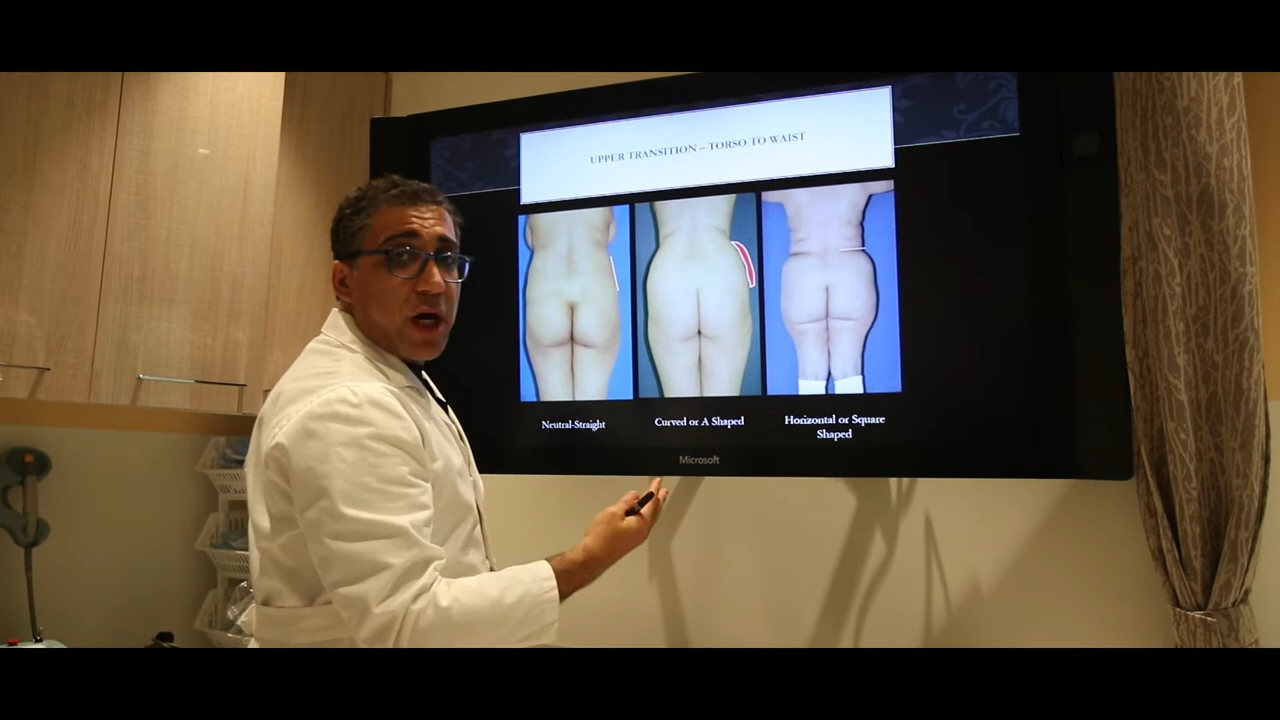 UPPER TRANSITION – TORSO TO WAIST
Neutral-Straight
Curved or A Shaped
Horizontal or Square
Shaped
Microsoft